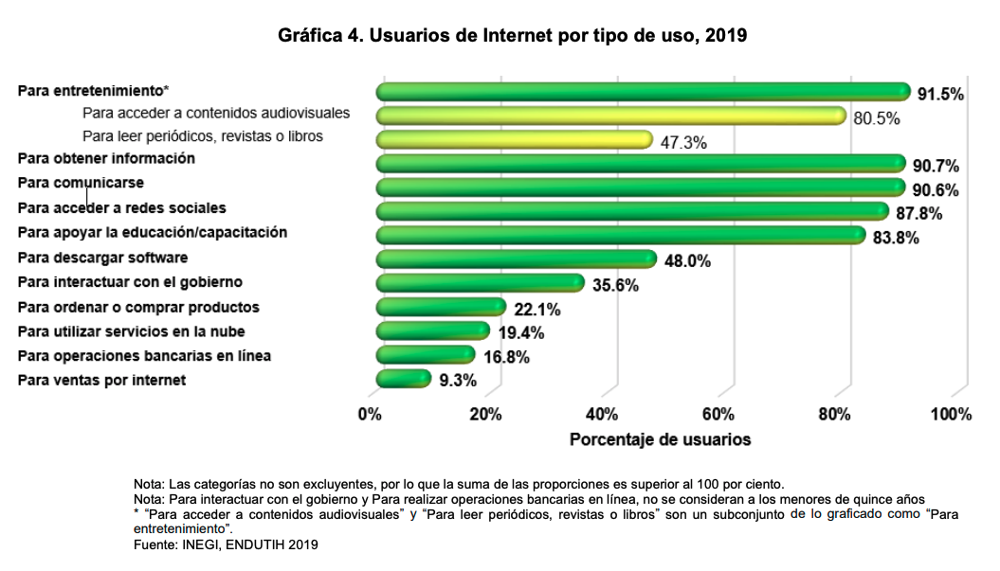 Gráfica 4. Usuarios de Internet por tipo de uso, 2019
Para entretenimiento* 91.5%
Para acceder a contenidos audiovisuales 80.5%
Para leer periódicos, revistas o libros 47.3%
Para obtener información 90.7%
Para comunicarse 90.6%
Para acceder a redes sociales 87.8%
Para apoyar la educación/capacitación 83.8%
Para descargar software 48.0%
Para interactuar con el gobierno 35.6%
Para ordenar o comprar productos 22.1%
Para utilizar servicios en la nube 19.4%
Para operaciones bancarias en línea 16.8%
Para ventas por internet 9.3%
0% 20% 40% 60% 80% 100%
Porcentaje de usuarios
Nota: Las categorías no son excluyentes, por lo que la suma de las proporciones es superior al 100 por ciento.
Nota: Para interactuar con el gobierno y Para realizar operaciones bancarias en línea, no se consideran a los menores de quince años
* “Para acceder a contenidos audiovisuales” y “Para leer periódicos, revistas o libros” son un subconjunto de lo graficado como “Para
entretenimiento”.
Fuente: INEGI, ENDUTIH 2019